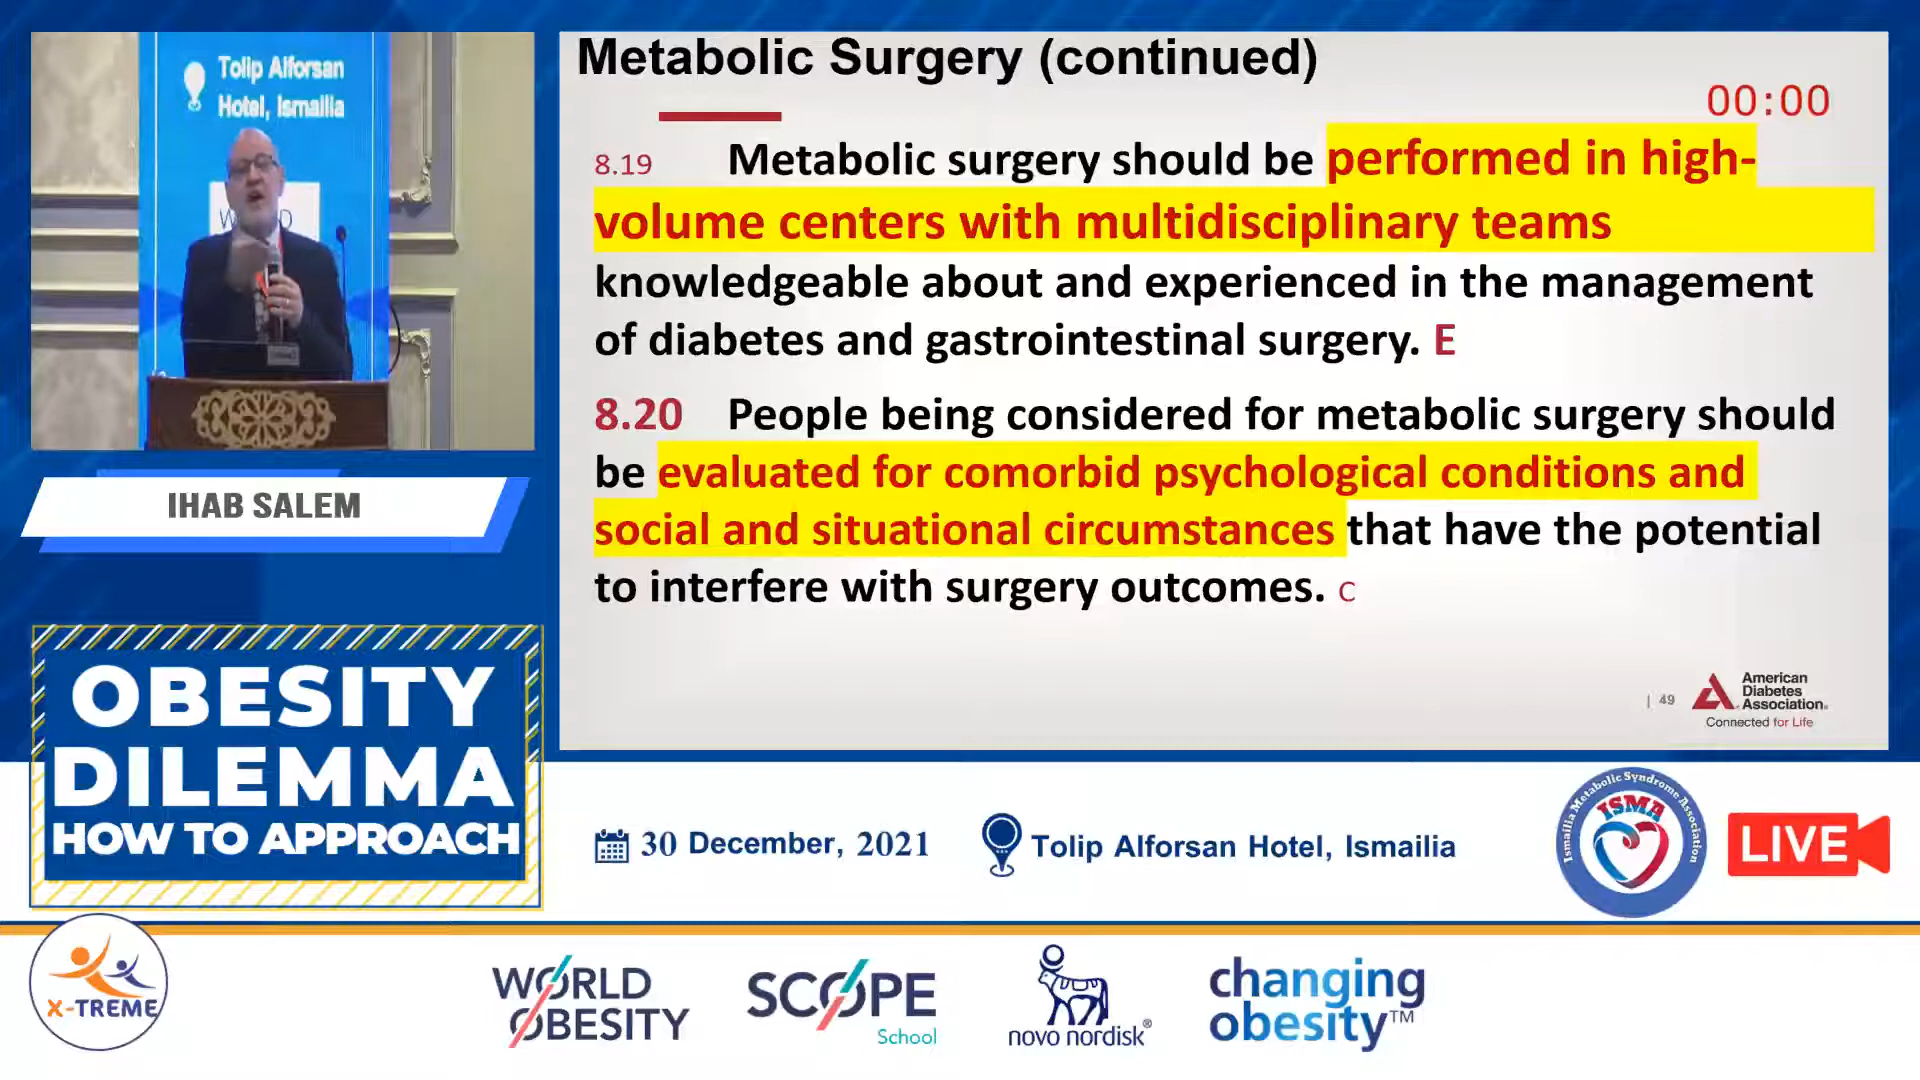 Tolip Alforsan
Hotel, Ismailia
IHAB SALEM
OBESITY
DILEMMA
HOW TO APPROACH
Metabolic Surgery (continued)
00:00
8.19 Metabolic surgery should be performed in high-
volume centers with multidisciplinary teams
knowledgeable about and experienced in the management
of diabetes and gastrointestinal surgery. E
8.20 People being considered for metabolic surgery should
be evaluated for comorbid psychological conditions and
social and situational circumstances that have the potential
to interfere with surgery outcomes. C
| 49
American
Diabetes
Association®
Connected for Life
30 December, 2021
Tolip Alforsan Hotel, Ismailia
Ismailia Metabolic Syndrome Association
ISMA
LIVE
X-TREME
WORLD
OBESITY
SCOPE
School
novo nordisk®
changing
obesity™